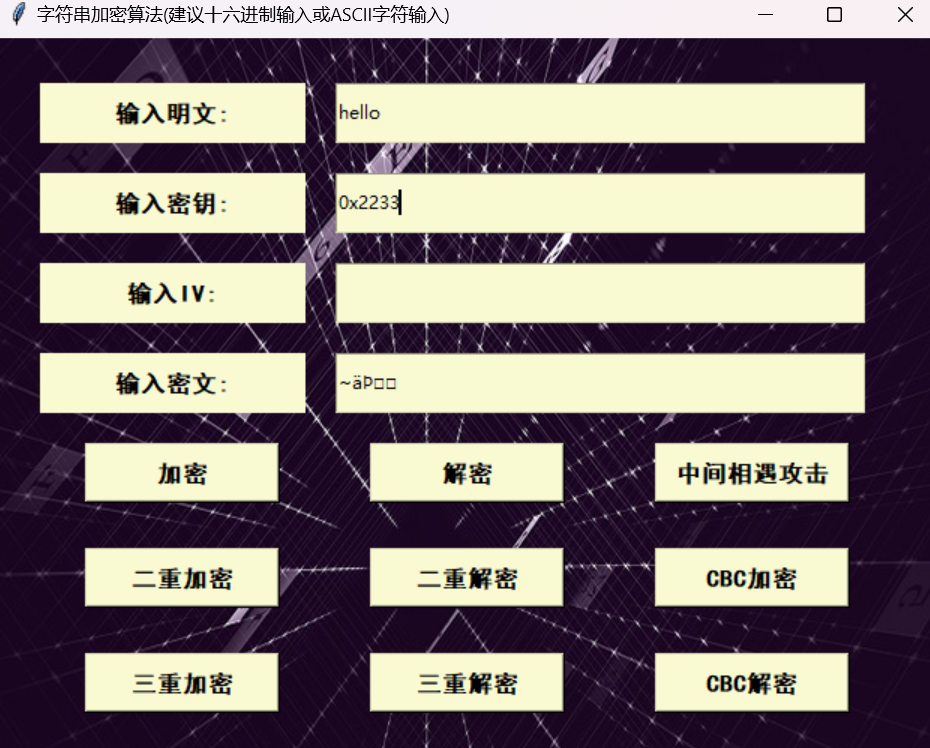 字符串加密算法(建议十六进制输入或ASCII字符输入)
输入明文: hello
输入密钥: 0x2233
输入IV:
输入密文: ~äÞ□□
加密 解密 中间相遇攻击
二重加密 二重解密 CBC加密
三重加密 三重解密 CBC解密